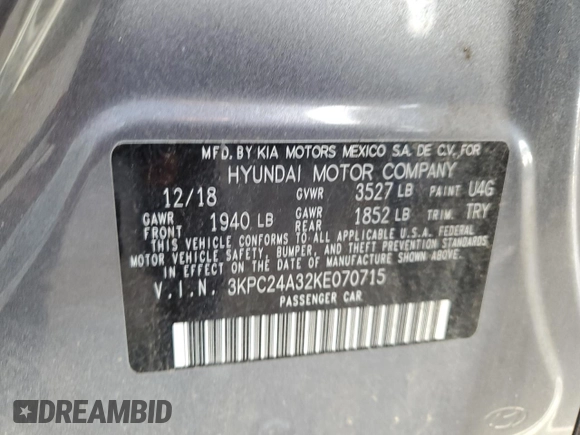 MFD. BY KIA MOTORS MEXICO S.A. DE C.V. FOR
HYUNDAI MOTOR COMPANY
12/18 GVWR 3527 LB PAINT U4G
GAWR FRONT 1940 LB GAWR REAR 1852 LB TRIM TRY
THIS VEHICLE CONFORMS TO ALL APPLICABLE U.S.A. FEDERAL
MOTOR VEHICLE SAFETY, BUMPER, AND THEFT PREVENTION STANDARDS
IN EFFECT ON THE DATE OF MANUFACTURE SHOWN ABOVE.
V.I.N. 3KPC24A32KE070715
PASSENGER CAR
DREAMBID